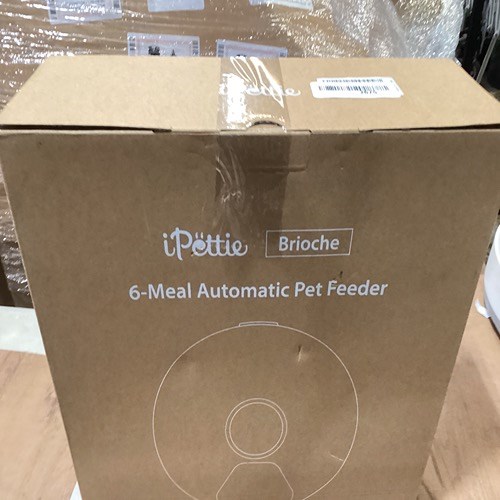 iPettie
iPettie Brioche
6-Meal Automatic Pet Feeder